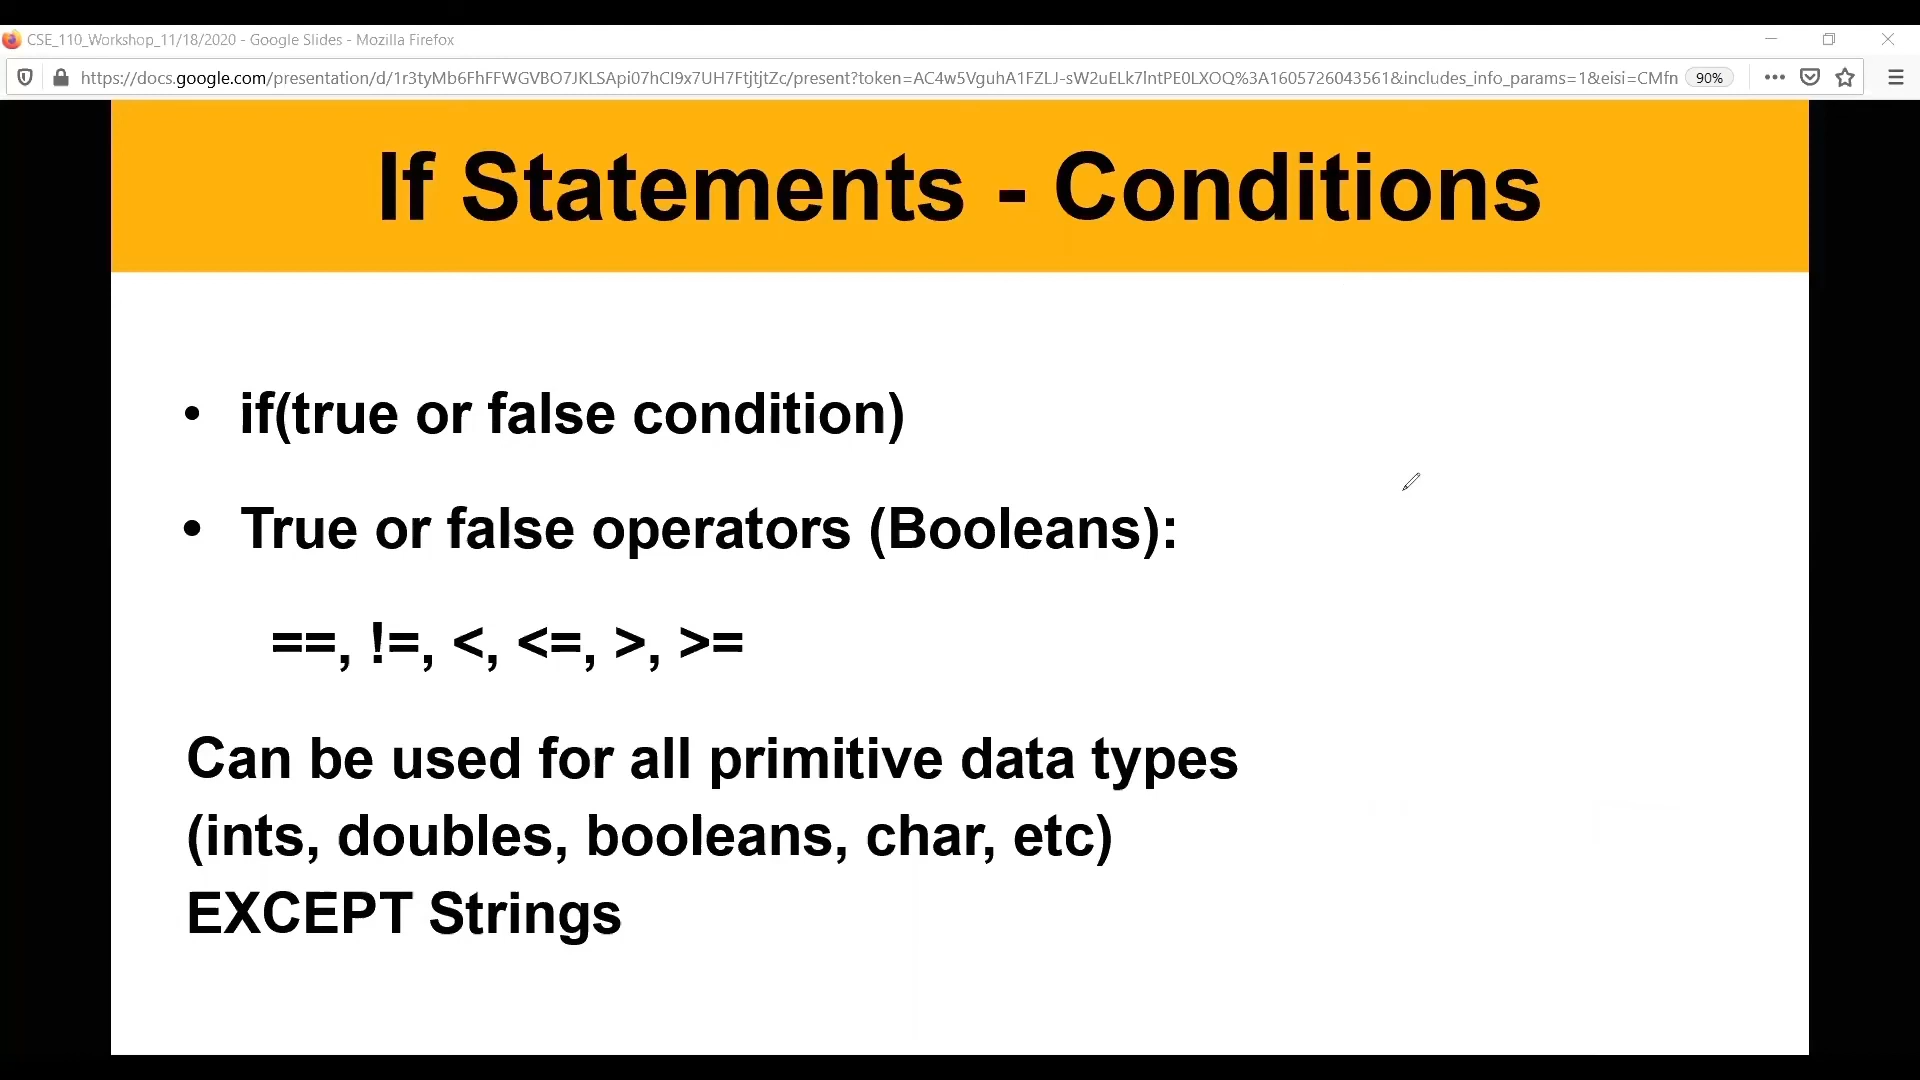 CSE_110_Workshop_11/18/2020 - Google Slides - Mozilla Firefox
https://docs.google.com/presentation/d/1r3tyMb6FhFFWGVBO7JKLSApi07hCI9x7UH7FtjtjtZc/present?token=AC4w5VguhA1FZLJ-sW2uELk7lntPE0LXOQ%3A1605726043561&includes_info_params=1&eisi=CMfn 90%
If Statements - Conditions
• if(true or false condition)
• True or false operators (Booleans):
==, !=, <, <=, >, >=
Can be used for all primitive data types
(ints, doubles, booleans, char, etc)
EXCEPT Strings